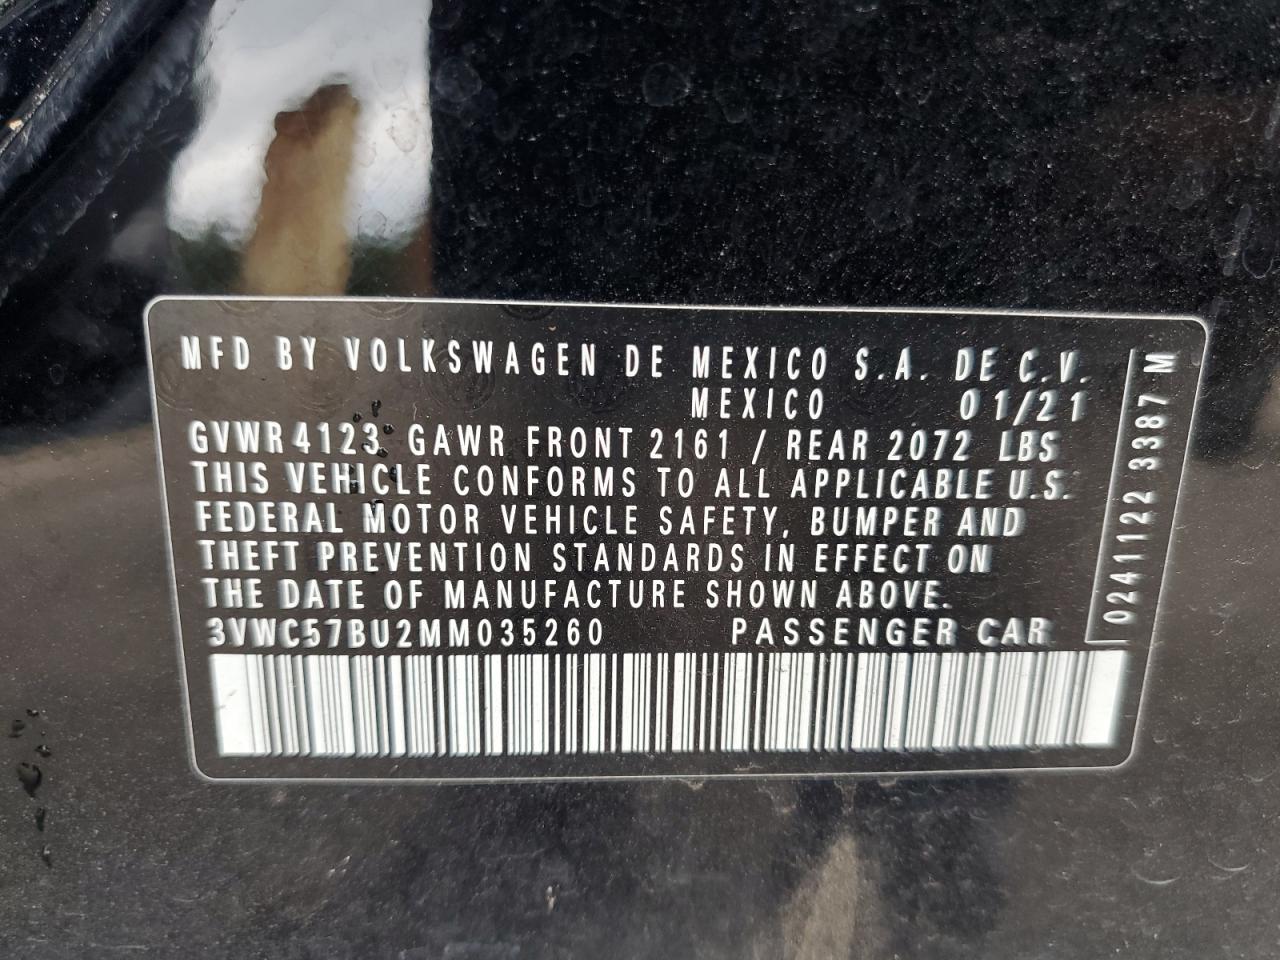 MFD BY VOLKSWAGEN DE MEXICO S.A. DE C.V.
MEXICO 01/21
GVWR 4123 GAWR FRONT 2161 / REAR 2072 LBS
THIS VEHICLE CONFORMS TO ALL APPLICABLE U.S.
FEDERAL MOTOR VEHICLE SAFETY, BUMPER AND
THEFT PREVENTION STANDARDS IN EFFECT ON
THE DATE OF MANUFACTURE SHOWN ABOVE.
3VWC57BU2MM035260 PASSENGER CAR
0241122 3387 M